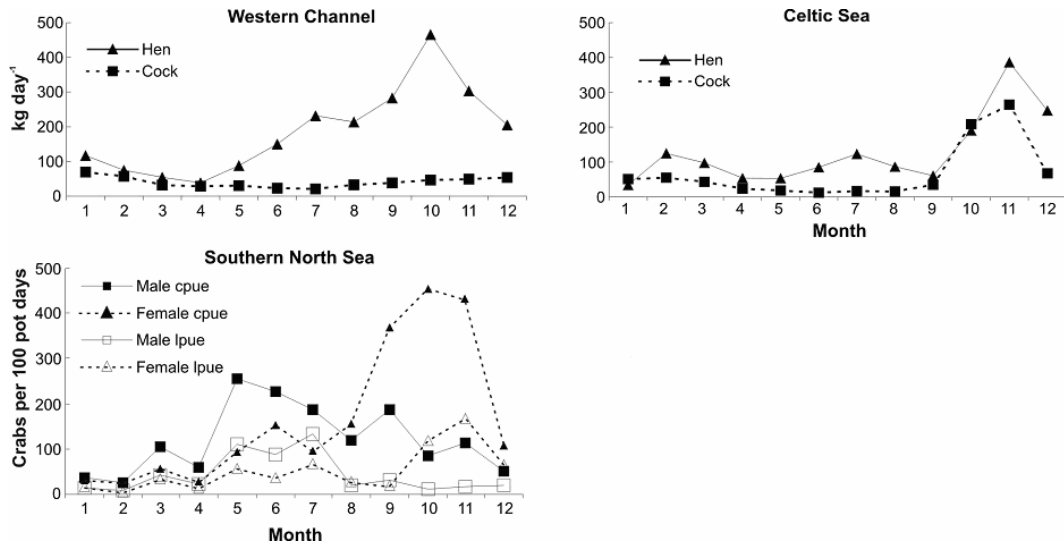 Western Channel
500
400
300
200
100
0
kg day⁻¹
Hen
Cock
1 2 3 4 5 6 7 8 9 10 11 12
Celtic Sea
500
400
300
200
100
0
Hen
Cock
1 2 3 4 5 6 7 8 9 10 11 12
Month
Southern North Sea
500
400
300
200
100
0
Crabs per 100 pot days
Male cpue
Female cpue
Male lpue
Female lpue
1 2 3 4 5 6 7 8 9 10 11 12
Month